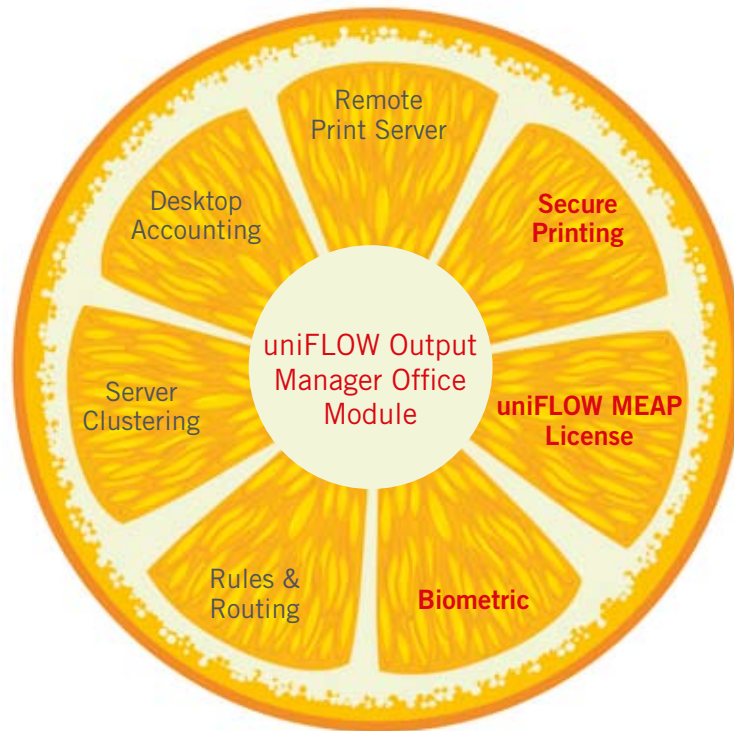 Remote
Print Server
Desktop
Accounting
Secure
Printing
uniFLOW Output
Manager Office
Module
Server
Clustering
uniFLOW MEAP
License
Rules &
Routing
Biometric